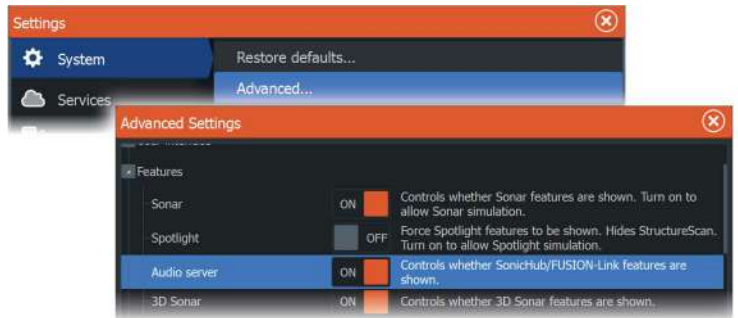 Settings
System
Restore defaults...
Advanced...
Services
Advanced Settings
Features
Sonar
ON
Controls whether Sonar features are shown. Turn on to
allow Sonar simulation.
Spotlight
OFF
Force Spotlight features to be shown. Hides StructureScan.
Turn on to allow Spotlight simulation.
Audio server
ON
Controls whether SonicHub/FUSION-Link features are
shown.
3D Sonar
ON
Controls whether 3D Sonar features are shown.